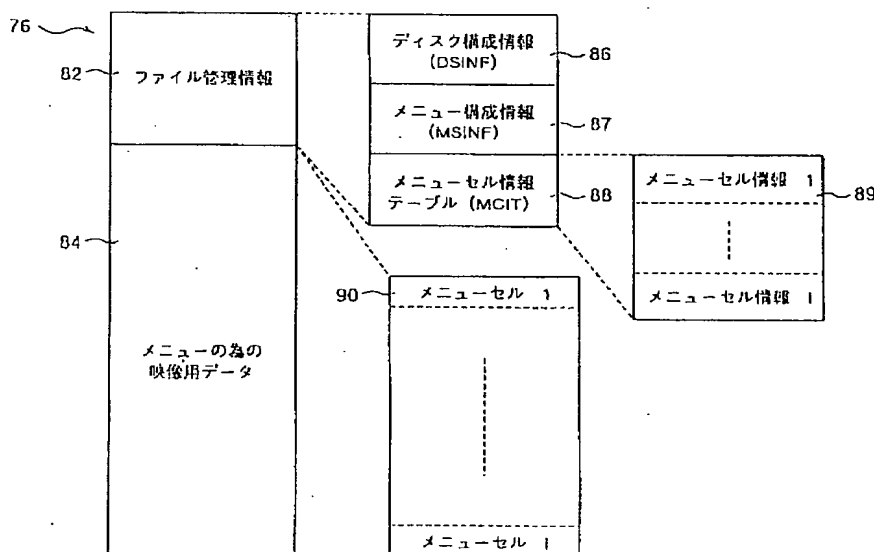 76
82
ファイル管理情報
84
メニューの為の
映像用データ
ディスク構成情報
(DSINF)
86
メニュー構成情報
(MSINF)
87
メニューセル情報
テーブル (MCIT)
88
メニューセル情報 1
89
メニューセル情報 I
90
メニューセル 1
メニューセル I